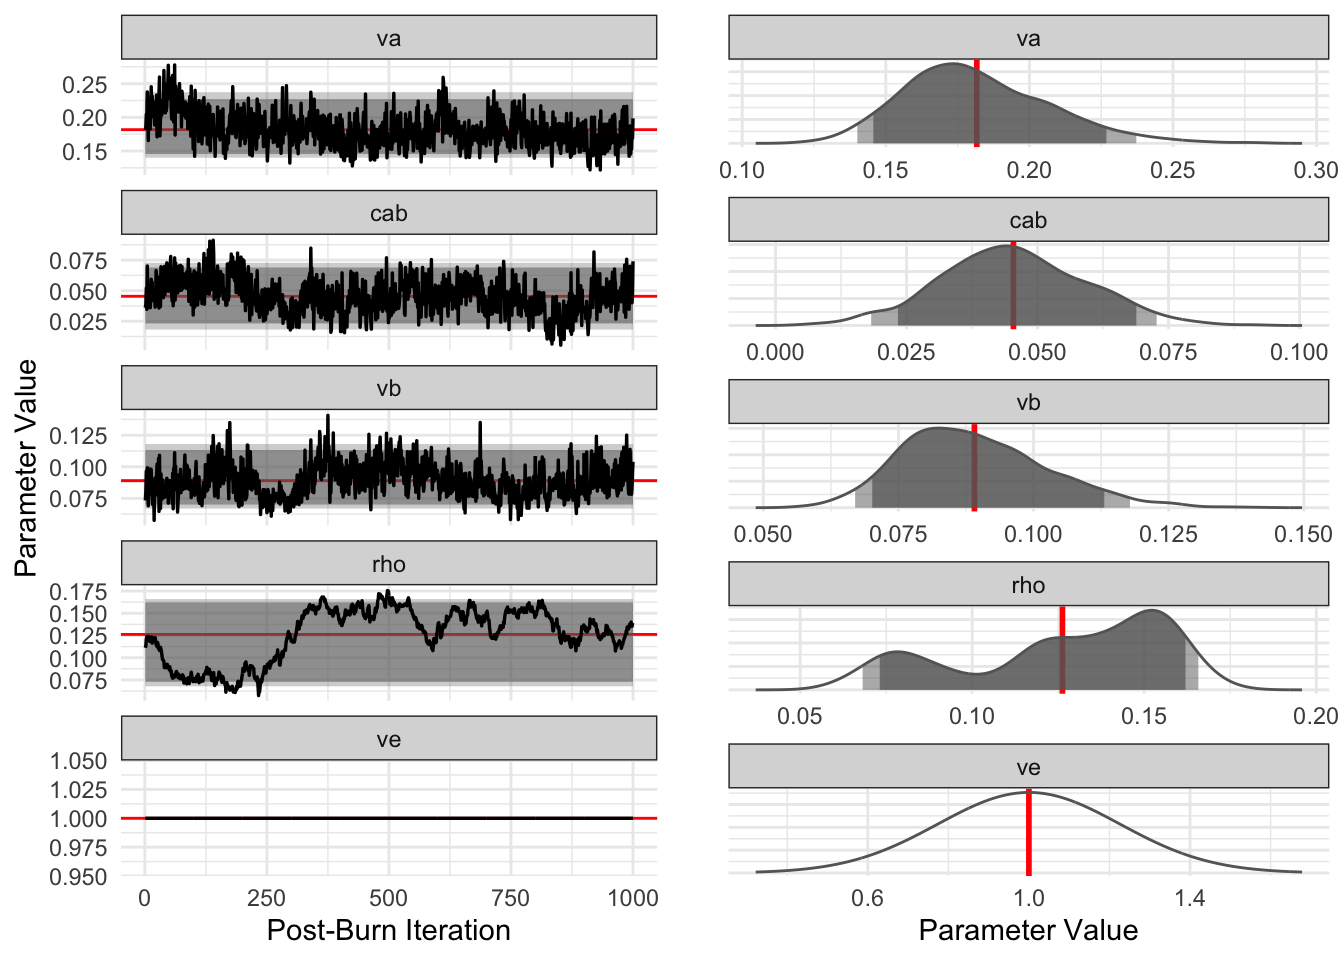 va
0.25
0.20
0.15
cab
0.075
0.050
0.025
vb
0.125
0.100
0.075
rho
0.175
0.150
0.125
0.100
0.075
ve
1.050
1.025
1.000
0.975
0.950
0 250 500 750 1000
Post-Burn Iteration
Parameter Value
va
0.10 0.15 0.20 0.25 0.30
cab
0.000 0.025 0.050 0.075 0.100
vb
0.050 0.075 0.100 0.125 0.150
rho
0.05 0.10 0.15 0.20
ve
0.6 1.0 1.4
Parameter Value